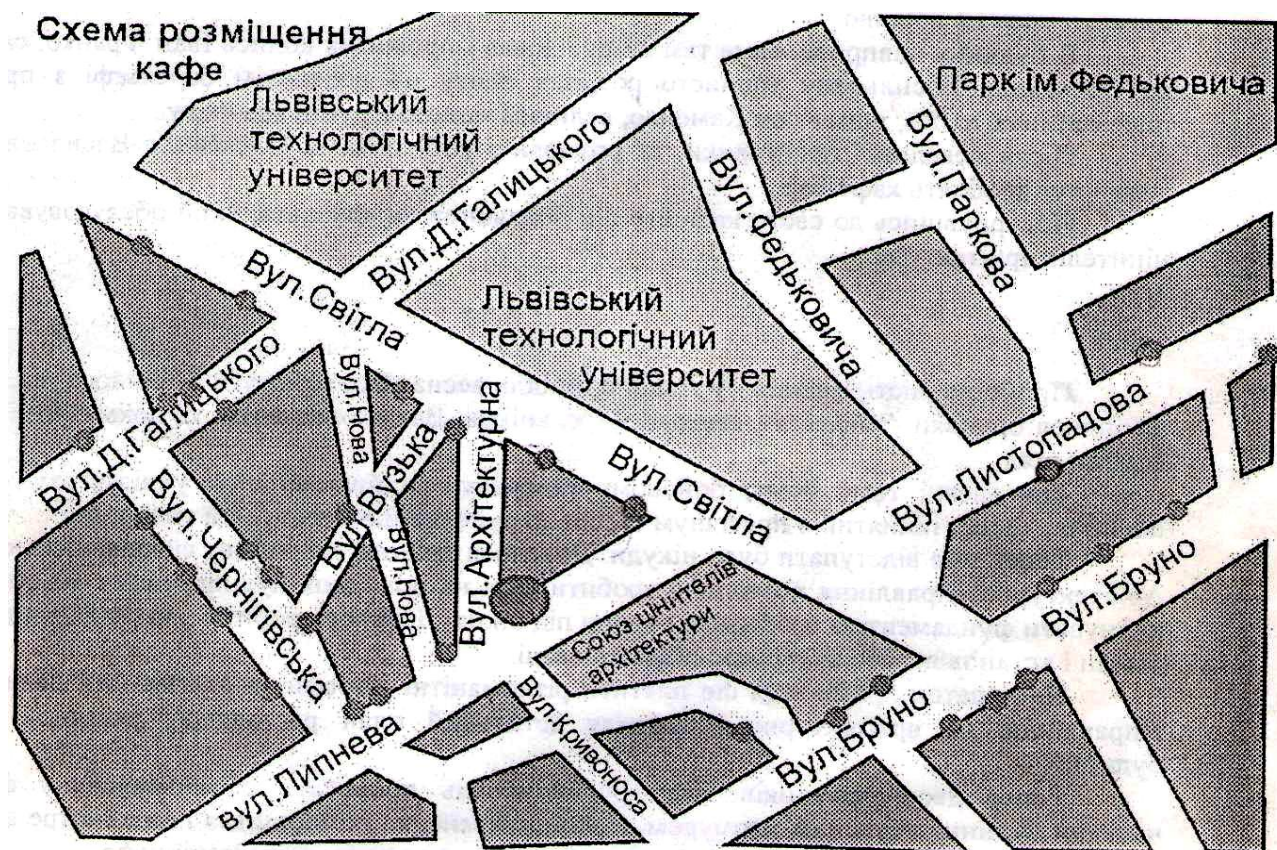 Схема розміщення
кафе
Львівський
технологічний
університет
Парк ім.Федьковича
Вул.Д.Галицького
Вул.Паркова
Вул.Федьковича
Вул.Світла
Львівський
технологічний
університет
Вул.Д.Галицького
Вул.Нова
Вул.Вузька
Вул.Архітектурна
Вул.Світла
Вул.Листопадова
Вул.Чернігівська
Вул.Нова
Вул.Бруно
Союз цінителів
архітектури
Вул.Кривоноса
Вул.Бруно
вул.Липнева